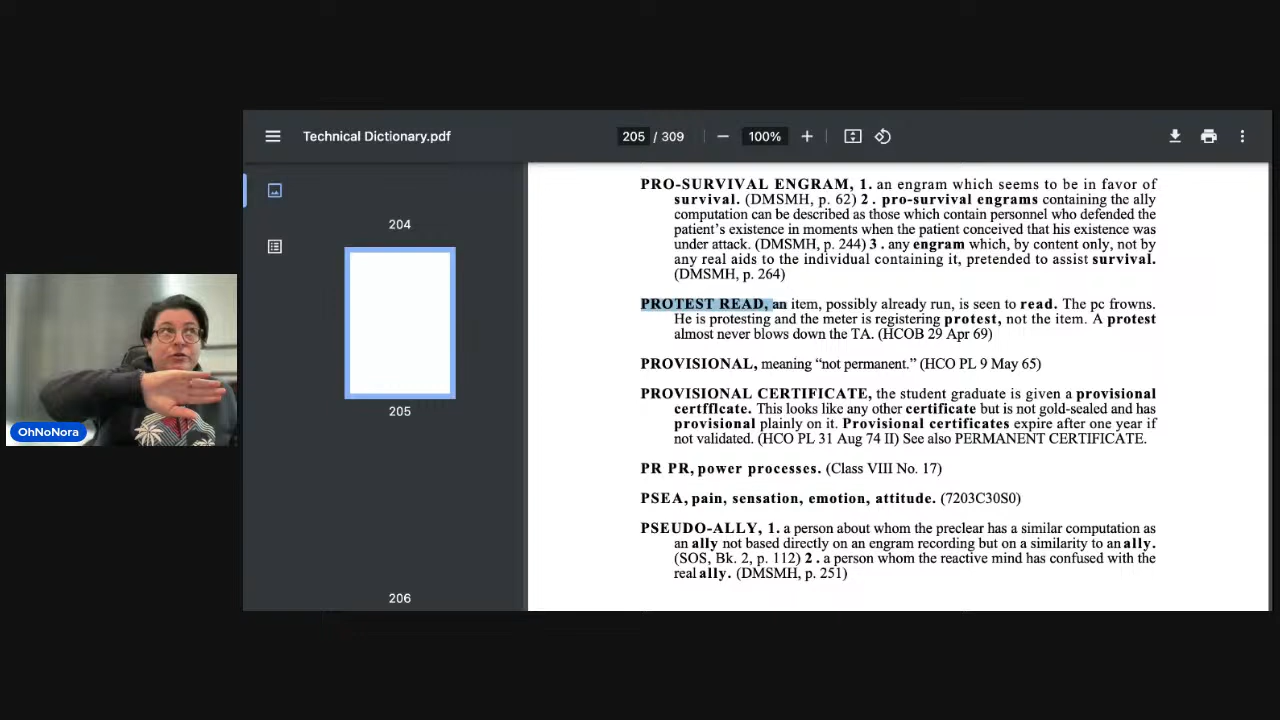 Technical Dictionary.pdf
205 / 309
100%
204
205
206
PRO-SURVIVAL ENGRAM, 1. an engram which seems to be in favor of
survival. (DMSMH, p. 62) 2 . pro-survival engrams containing the ally
computation can be described as those which contain personnel who defended the
patient's existence in moments when the patient conceived that his existence was
under attack. (DMSMH, p. 244) 3 . any engram which, by content only, not by
any real aids to the individual containing it, pretended to assist survival.
(DMSMH, p. 264)
PROTEST READ, an item, possibly already run, is seen to read. The pc frowns.
He is protesting and the meter is registering protest, not the item. A protest
almost never blows down the TA. (HCOB 29 Apr 69)
PROVISIONAL, meaning “not permanent.” (HCO PL 9 May 65)
PROVISIONAL CERTIFICATE, the student graduate is given a provisional
certfflcate. This looks like any other certificate but is not gold-sealed and has
provisional plainly on it. Provisional certificates expire after one year if
not validated. (HCO PL 31 Aug 74 II) See also PERMANENT CERTIFICATE.
PR PR, power processes. (Class VIII No. 17)
PSEA, pain, sensation, emotion, attitude. (7203C30S0)
PSEUDO-ALLY, 1. a person about whom the preclear has a similar computation as
an ally not based directly on an engram recording but on a similarity to an ally.
(SOS, Bk. 2, p. 112) 2 . a person whom the reactive mind has confused with the
real ally. (DMSMH, p. 251)
OhNoNora